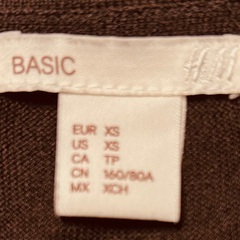 BASIC
H&M
EUR XS
US XS
CA TP
CN 160/80A
MX XCH